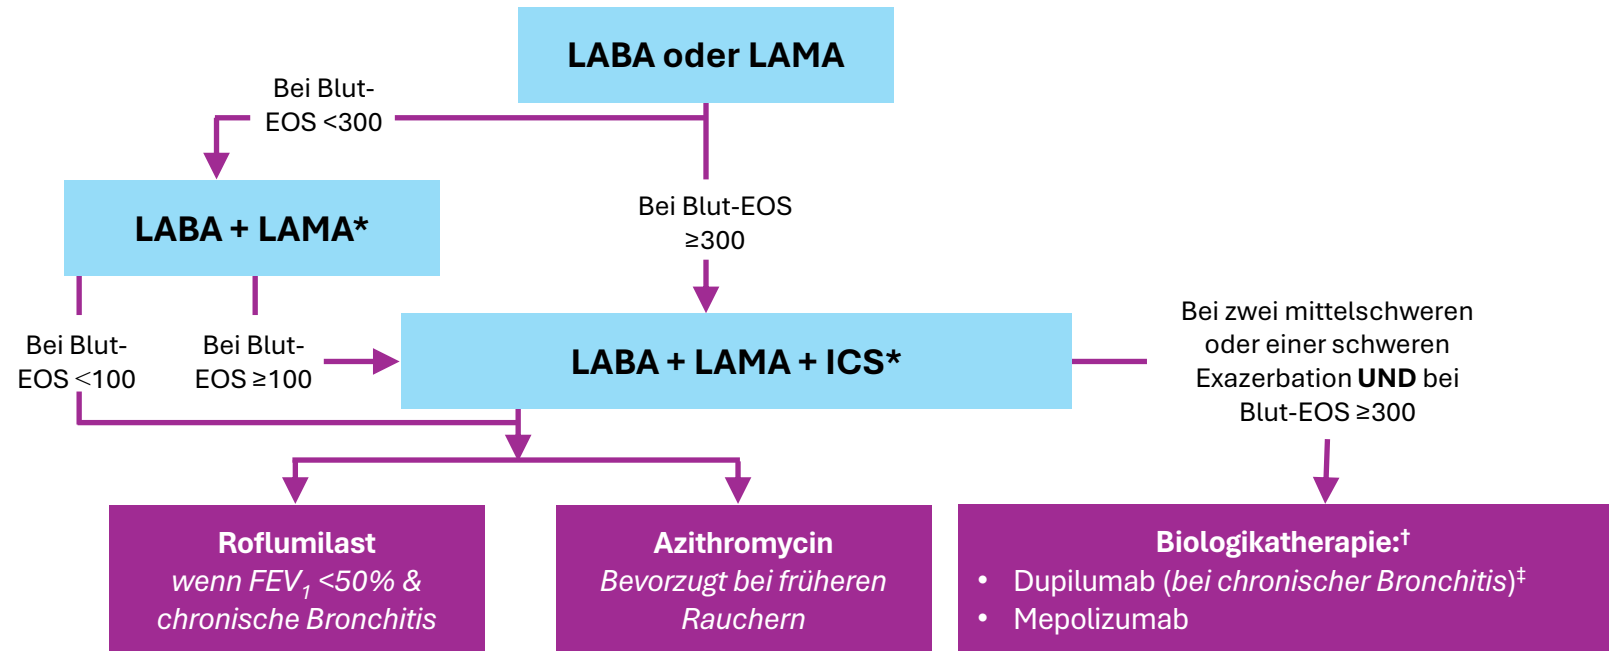 LABA oder LAMA
Bei Blut-
EOS <300
LABA + LAMA*
Bei Blut-EOS
≥300
Bei Blut-
EOS <100
Bei Blut-
EOS ≥100
LABA + LAMA + ICS*
Bei zwei mittelschweren
oder einer schweren
Exazerbation UND bei
Blut-EOS ≥300
Roflumilast
wenn FEV₁ <50% &
chronische Bronchitis
Azithromycin
Bevorzugt bei früheren
Rauchern
Biologikatherapie:†
• Dupilumab (bei chronischer Bronchitis)‡
• Mepolizumab